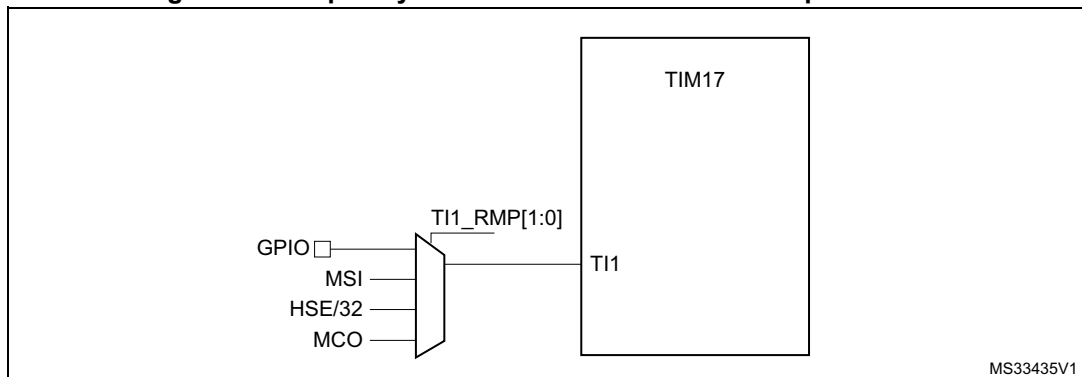 TIM17
TI1_RMP[1:0]
GPIO
TI1
MSI
HSE/32
MCO
MS33435V1